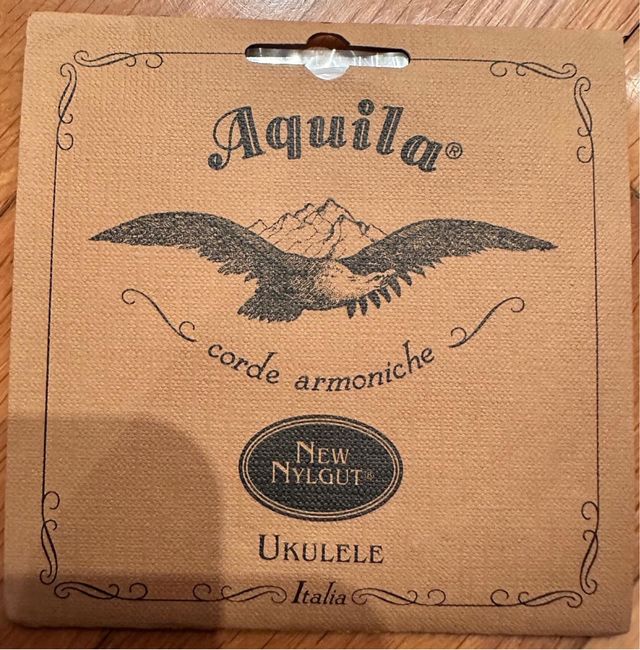 Aquila®
corde armoniche
NEW
NYLGUT®
UKULELE
Italia